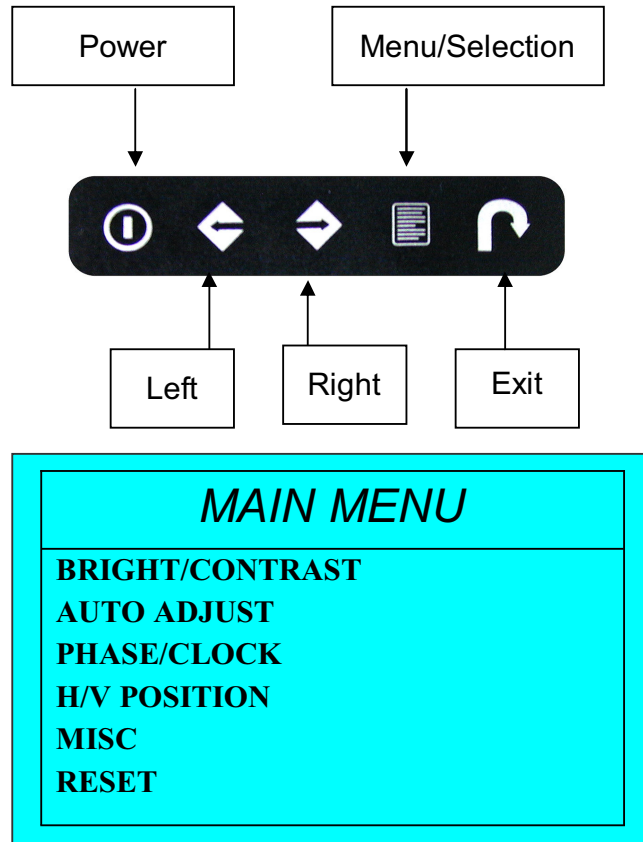 Power Menu/Selection
Left Right Exit
MAIN MENU
BRIGHT/CONTRAST
AUTO ADJUST
PHASE/CLOCK
H/V POSITION
MISC
RESET